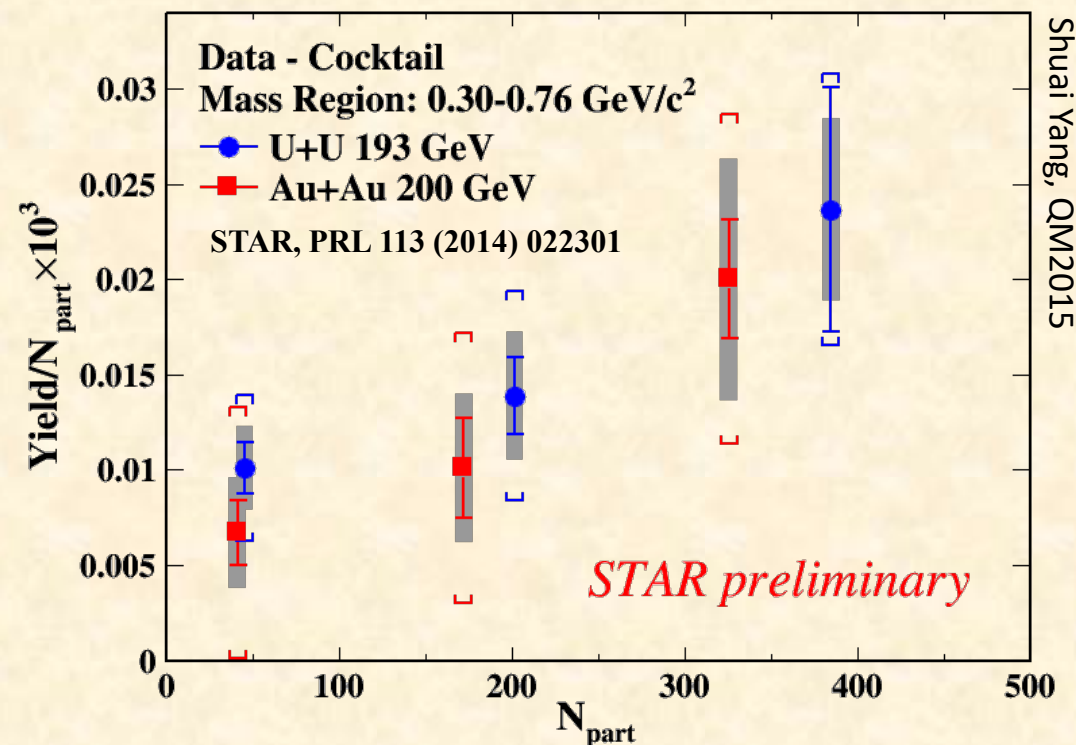 Data - Cocktail
Mass Region: 0.30-0.76 GeV/c²
U+U 193 GeV
Au+Au 200 GeV
STAR, PRL 113 (2014) 022301
STAR preliminary
Yield/N_part×10³
0.03
0.025
0.02
0.015
0.01
0.005
0
0 100 200 300 400 500
N_part
Shuai Yang, QM2015